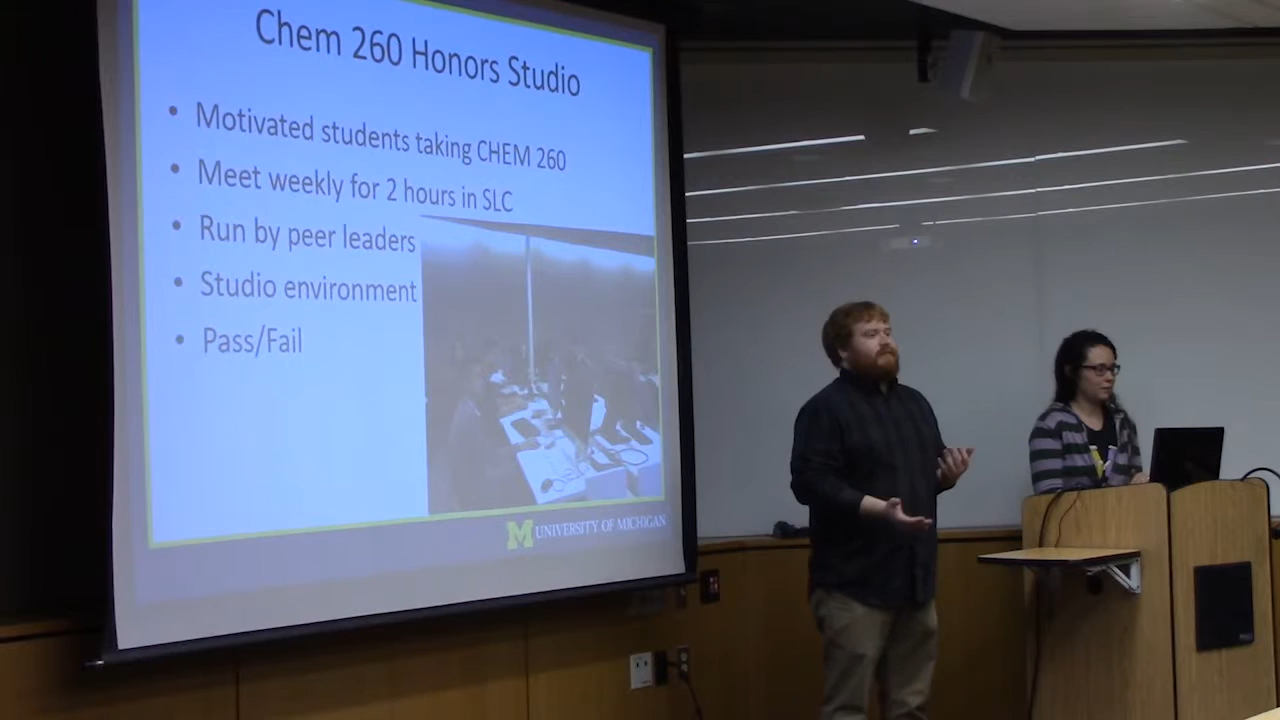 Chem 260 Honors Studio
• Motivated students taking CHEM 260
• Meet weekly for 2 hours in SLC
• Run by peer leaders
• Studio environment
• Pass/Fail
M UNIVERSITY OF MICHIGAN